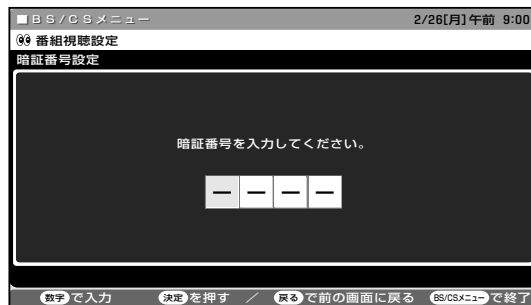 ■BS/CSメニュー 2/26[月]午前 9:00
番組視聴設定
暗証番号設定
暗証番号を入力してください。
－ － － －
数字で入力 決定を押す ／ 戻るで前の画面に戻る BS/CSメニューで終了